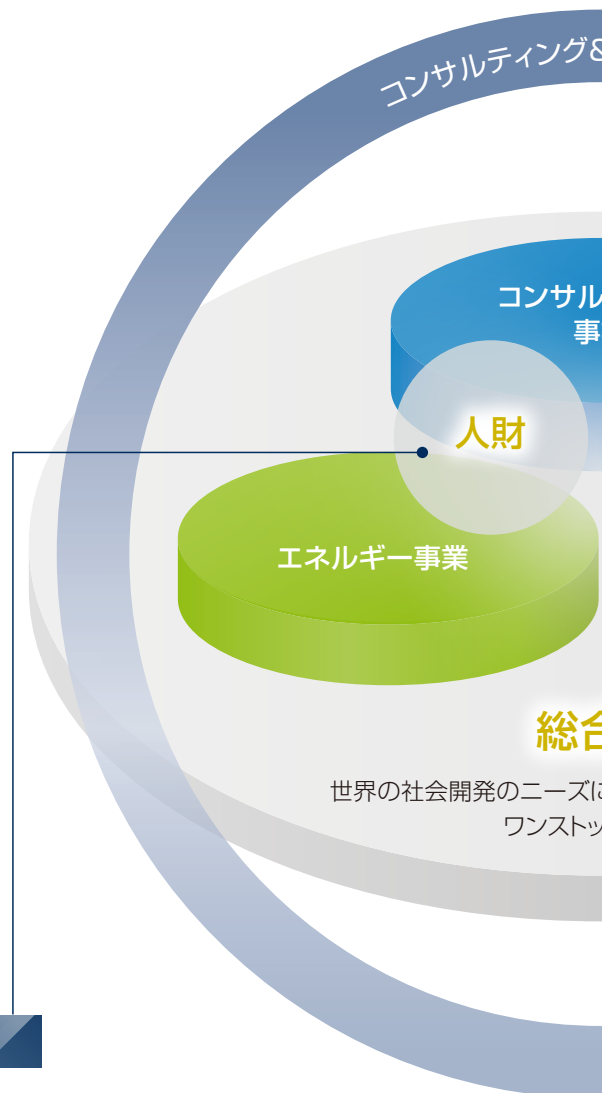 コンサルティング&
コンサル
事
人財
エネルギー事業
総合
世界の社会開発のニーズに
ワンストッ